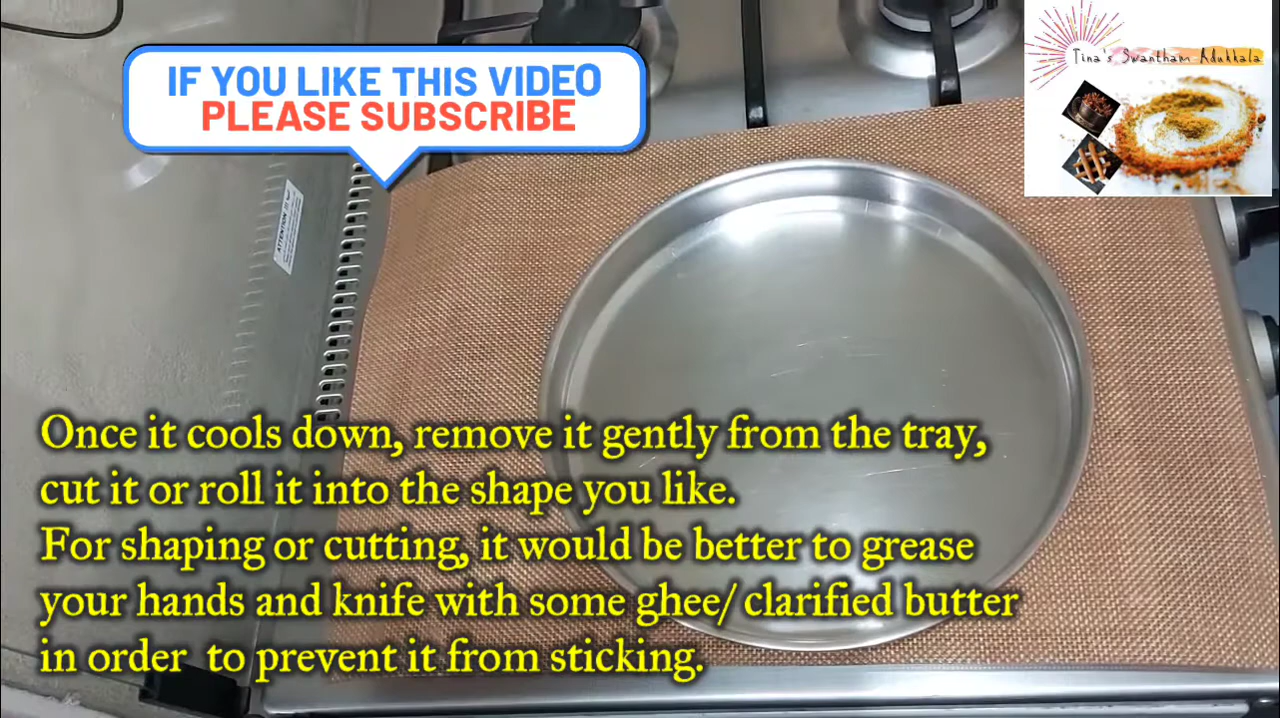 IF YOU LIKE THIS VIDEO
PLEASE SUBSCRIBE
Tina's Swantham Adukkala
ATTENTION !!!
Once it cools down, remove it gently from the tray,
cut it or roll it into the shape you like.
For shaping or cutting, it would be better to grease
your hands and knife with some ghee/ clarified butter
in order  to prevent it from sticking.